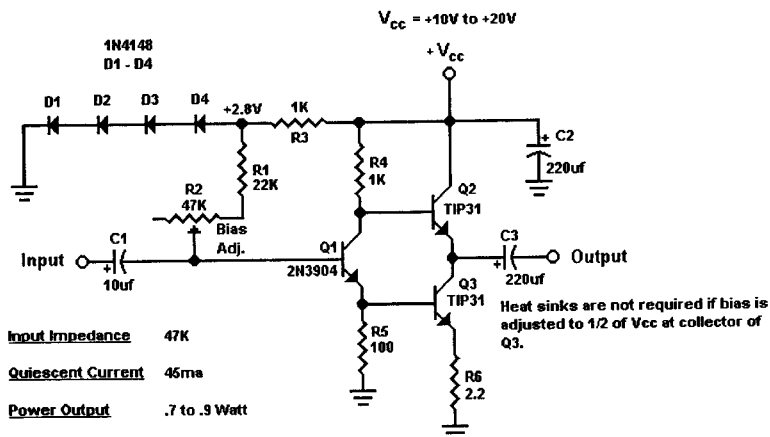 V CC = +10V to +20V
1N4148
D1 - D4
+ V CC
D1
D2
D3
D4
+2.8V
1K
R3
C2
220uf
R1
22K
R4
1K
Q2
TIP31
R2
47K
Bias
Adj.
C1
10uf
Input
Q1
2N3904
C3
220uf
Output
Q3
TIP31
Heat sinks are not required if bias is
adjusted to 1/2 of Vcc at collector of
Q3.
R5
100
R6
2.2
Input Impedance 47K
Quiescent Current 45ma
Power Output .7 to .9 Watt